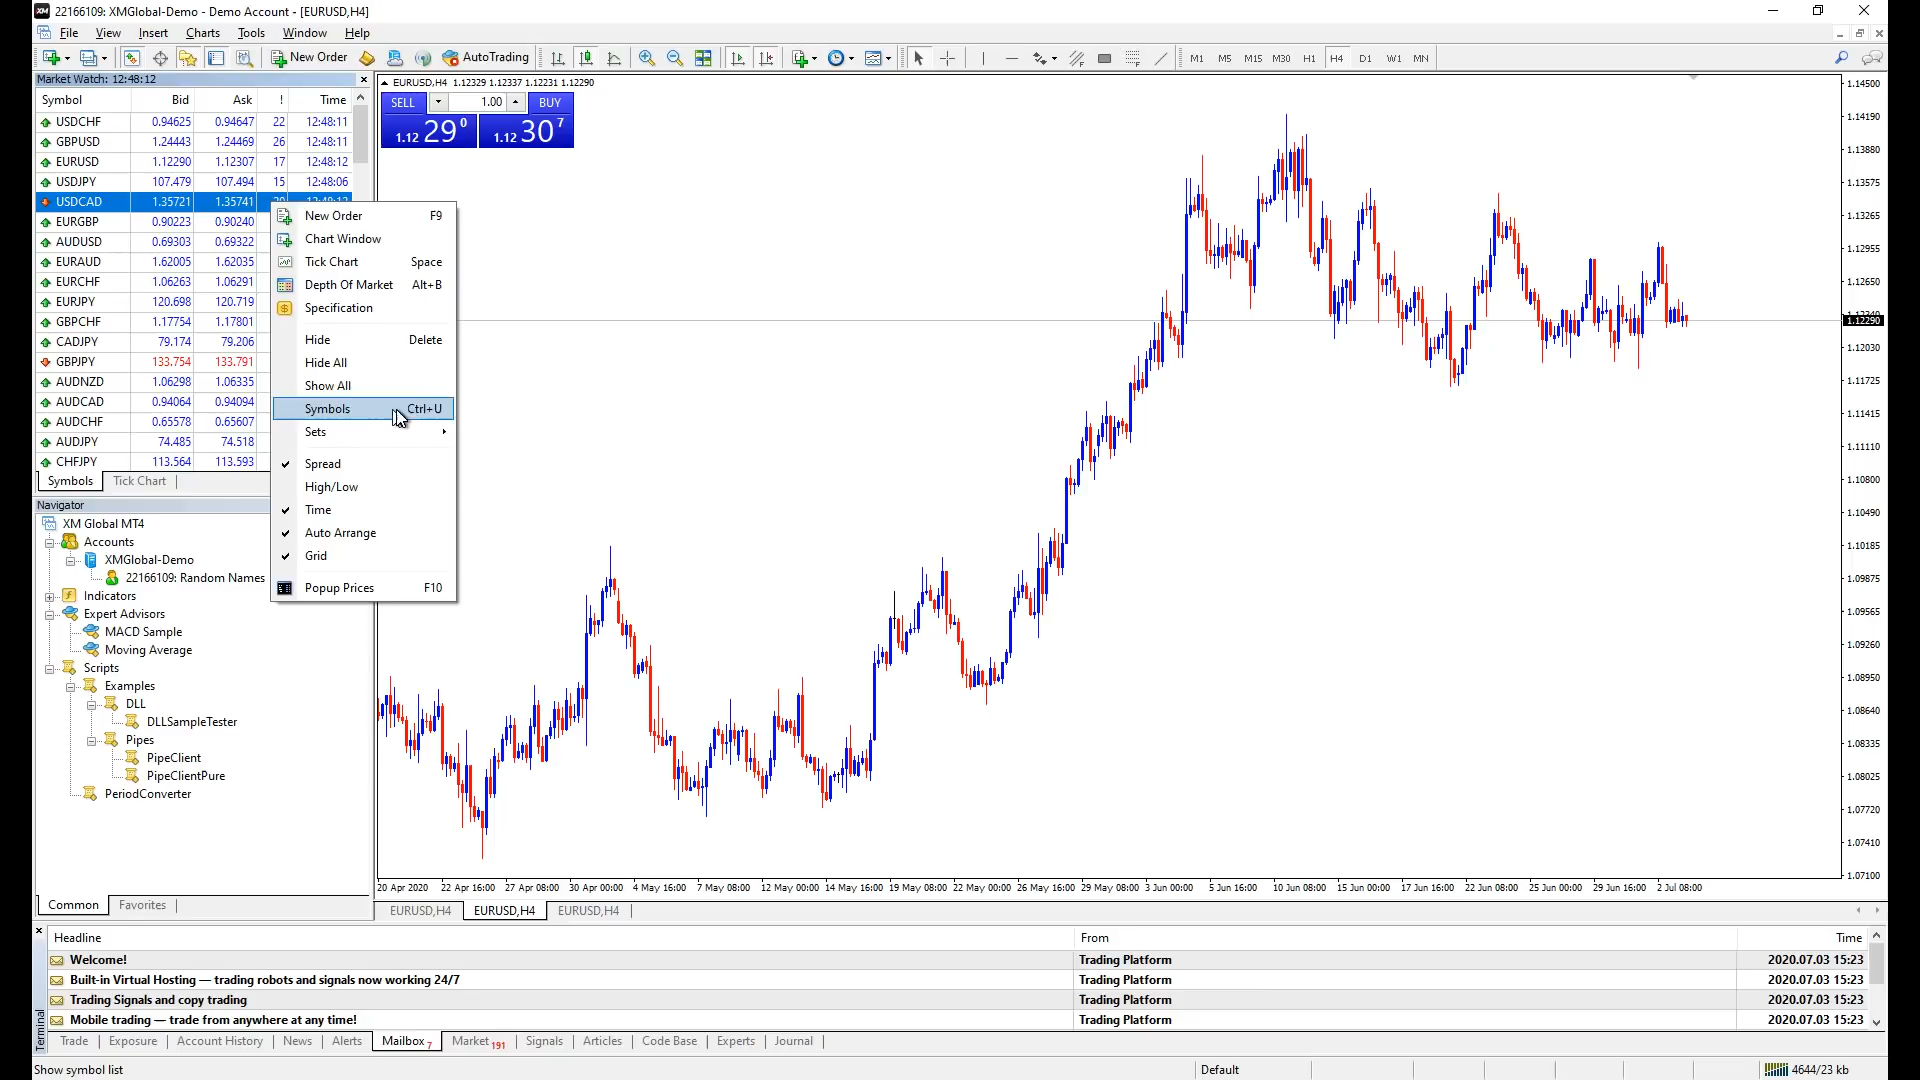 22166109: XMGlobal-Demo - Demo Account - [EURUSD,H4]
File View Insert Charts Tools Window Help
New Order AutoTrading M1 M5 M15 M30 H1 H4 D1 W1 MN
Market Watch: 12:48:12
Symbol Bid Ask ! Time
USDCHF 0.94625 0.94647 22 12:48:11
GBPUSD 1.24443 1.24469 26 12:48:11
EURUSD 1.12290 1.12307 17 12:48:12
USDJPY 107.479 107.494 15 12:48:06
USDCAD 1.35721 1.35741
EURGBP 0.90223 0.90240
AUDUSD 0.69303 0.69322
EURAUD 1.62005 1.62035
EURCHF 1.06263 1.06291
EURJPY 120.698 120.719
GBPCHF 1.17754 1.17801
CADJPY 79.174 79.206
GBPJPY 133.754 133.791
AUDNZD 1.06298 1.06335
AUDCAD 0.94064 0.94094
AUDCHF 0.65578 0.65607
AUDJPY 74.485 74.518
CHFJPY 113.564 113.593
Symbols Tick Chart
New Order F9
Chart Window
Tick Chart Space
Depth Of Market Alt+B
Specification
Hide Delete
Hide All
Show All
Symbols Ctrl+U
Sets
Spread
High/Low
Time
Auto Arrange
Grid
Popup Prices F10
Navigator
XM Global MT4
Accounts
XMGlobal-Demo
22166109: Random Names
Indicators
Expert Advisors
MACD Sample
Moving Average
Scripts
Examples
DLL
DLLSampleTester
Pipes
PipeClient
PipeClientPure
PeriodConverter
Common Favorites
EURUSD,H4 1.12329 1.12337 1.12231 1.12290
SELL 1.00 BUY
1.12 29 0 1.12 30 7
1.14500
1.14190
1.13880
1.13575
1.13265
1.12955
1.12650
1.12290
1.12030
1.11725
1.11415
1.11110
1.10800
1.10490
1.10185
1.09875
1.09565
1.09260
1.08950
1.08640
1.08335
1.08025
1.07720
1.07410
1.07100
20 Apr 2020 22 Apr 16:00 27 Apr 08:00 30 Apr 00:00 4 May 16:00 7 May 08:00 12 May 00:00 14 May 16:00 19 May 08:00 22 May 00:00 26 May 16:00 29 May 08:00 3 Jun 00:00 5 Jun 16:00 10 Jun 08:00 15 Jun 00:00 17 Jun 16:00 22 Jun 08:00 25 Jun 00:00 29 Jun 16:00 2 Jul 08:00
EURUSD,H4 EURUSD,H4 EURUSD,H4
Headline From Time
Welcome! Trading Platform 2020.07.03 15:23
Built-in Virtual Hosting — trading robots and signals now working 24/7 Trading Platform 2020.07.03 15:23
Trading Signals and copy trading Trading Platform 2020.07.03 15:23
Mobile trading — trade from anywhere at any time! Trading Platform 2020.07.03 15:23
Terminal
Trade Exposure Account History News Alerts Mailbox 7 Market 191 Signals Articles Code Base Experts Journal
Show symbol list Default 4644/23 kb